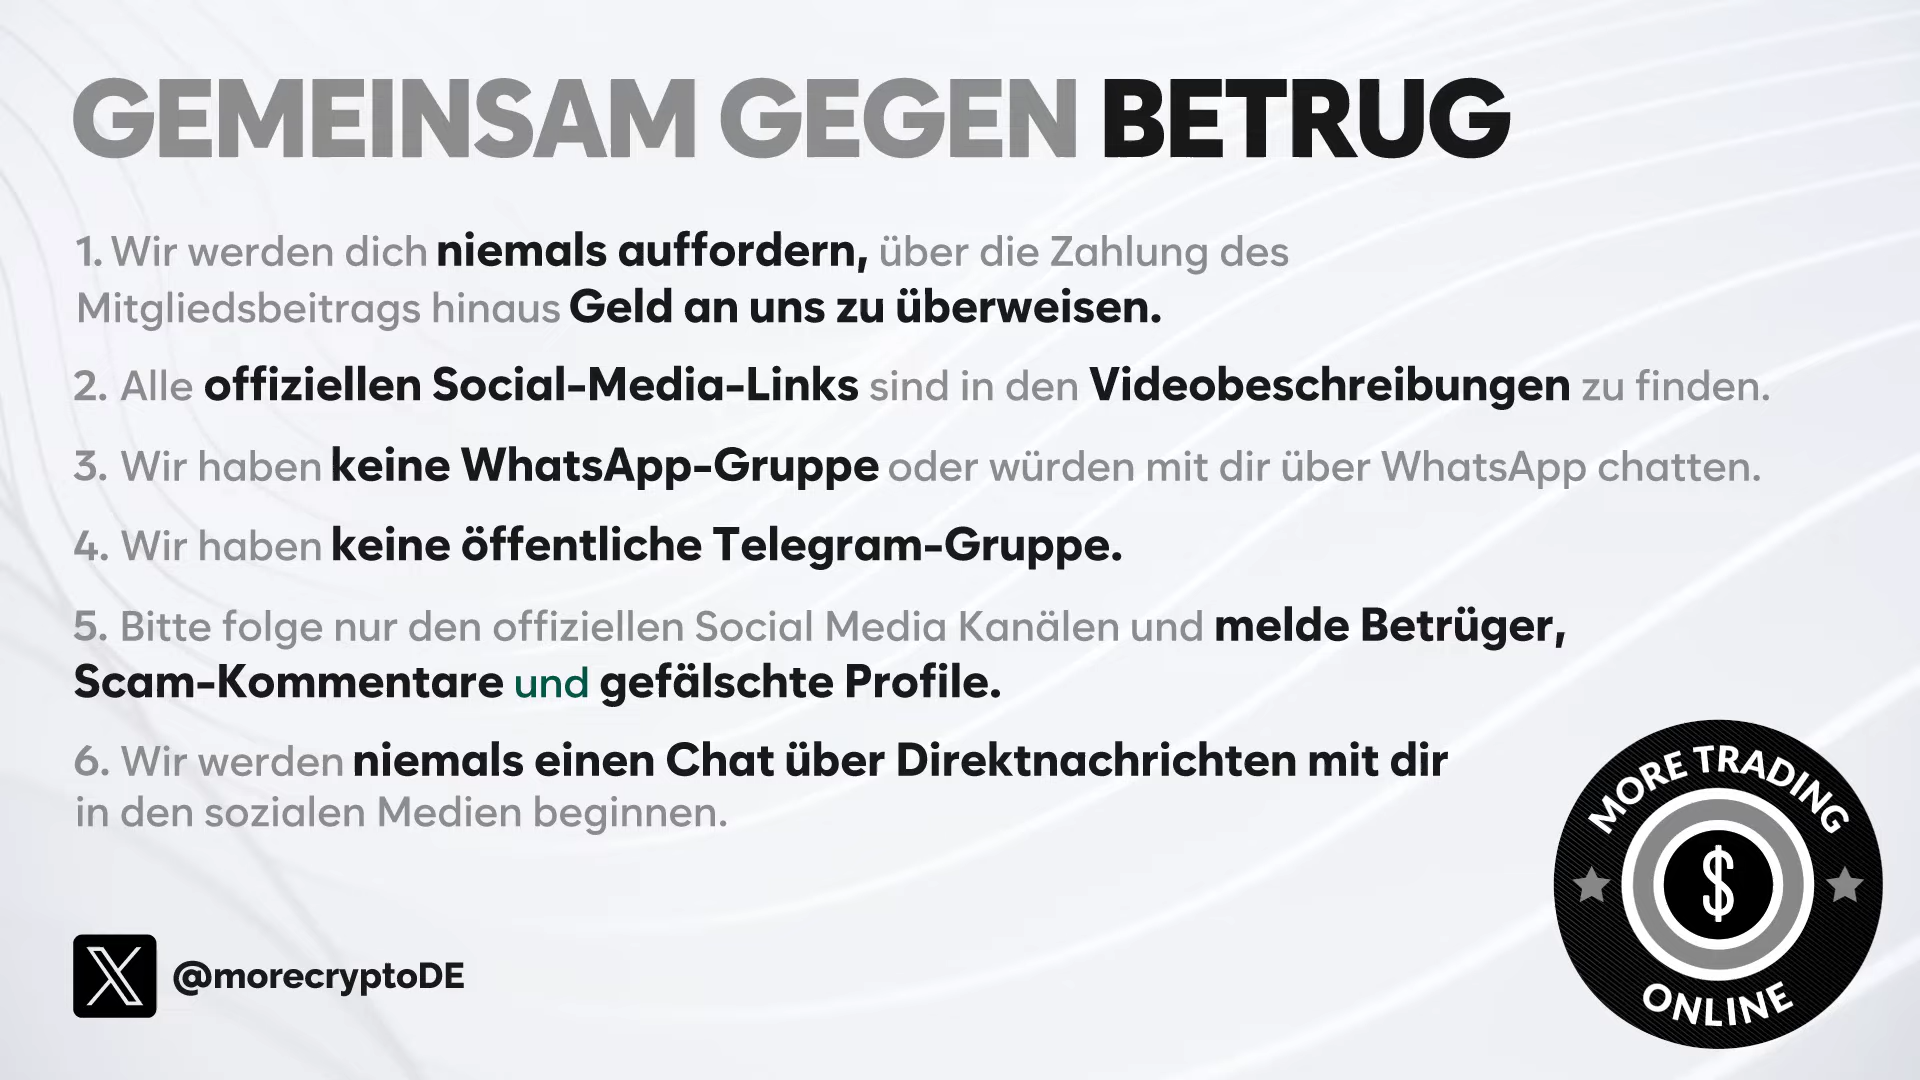 GEMEINSAM GEGEN BETRUG
1. Wir werden dich niemals auffordern, über die Zahlung des
Mitgliedsbeitrags hinaus Geld an uns zu überweisen.
2. Alle offiziellen Social-Media-Links sind in den Videobeschreibungen zu finden.
3. Wir haben keine WhatsApp-Gruppe oder würden mit dir über WhatsApp chatten.
4. Wir haben keine öffentliche Telegram-Gruppe.
5. Bitte folge nur den offiziellen Social Media Kanälen und melde Betrüger,
Scam-Kommentare und gefälschte Profile.
6. Wir werden niemals einen Chat über Direktnachrichten mit dir
in den sozialen Medien beginnen.
@morecryptoDE
MORE TRADING
$
ONLINE